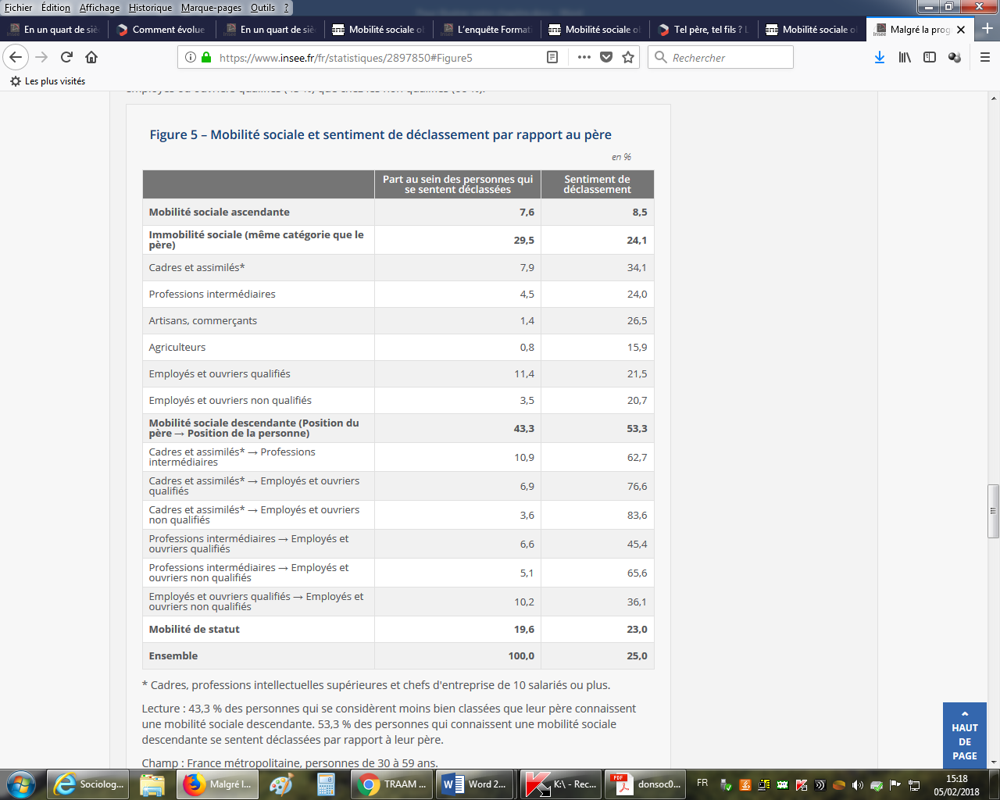 Fichier Édition Affichage Historique Marque-pages Outils ?
En un quart de siè
Comment évolue
En un quart de siè
Mobilité sociale ol
L'enquête Formati
Mobilité sociale ol
Tel père, tel fils ? L
Mobilité sociale ol
Malgré la prog
https://www.insee.fr/fr/statistiques/2897850#Figure5
Rechercher
Les plus visités
Figure 5 – Mobilité sociale et sentiment de déclassement par rapport au père
en %
Part au sein des personnes qui se sentent déclassées
Sentiment de déclassement
Mobilité sociale ascendante 7,6 8,5
Immobilité sociale (même catégorie que le père) 29,5 24,1
Cadres et assimilés* 7,9 34,1
Professions intermédiaires 4,5 24,0
Artisans, commerçants 1,4 26,5
Agriculteurs 0,8 15,9
Employés et ouvriers qualifiés 11,4 21,5
Employés et ouvriers non qualifiés 3,5 20,7
Mobilité sociale descendante (Position du père → Position de la personne) 43,3 53,3
Cadres et assimilés* → Professions intermédiaires 10,9 62,7
Cadres et assimilés* → Employés et ouvriers qualifiés 6,9 76,6
Cadres et assimilés* → Employés et ouvriers non qualifiés 3,6 83,6
Professions intermédiaires → Employés et ouvriers qualifiés 6,6 45,4
Professions intermédiaires → Employés et ouvriers non qualifiés 5,1 65,6
Employés et ouvriers qualifiés → Employés et ouvriers non qualifiés 10,2 36,1
Mobilité de statut 19,6 23,0
Ensemble 100,0 25,0
* Cadres, professions intellectuelles supérieures et chefs d'entreprise de 10 salariés ou plus.
Lecture : 43,3 % des personnes qui se considèrent moins bien classées que leur père connaissent
une mobilité sociale descendante. 53,3 % des personnes qui connaissent une mobilité sociale
descendante se sentent déclassées par rapport à leur père.
Champ : France métropolitaine, personnes de 30 à 59 ans.
HAUT
DE
PAGE
Sociolog...
Malgré l...
TRAAM ...
Word 2...
K:\ - Rec...
donsoc0...
FR
15:18
05/02/2018